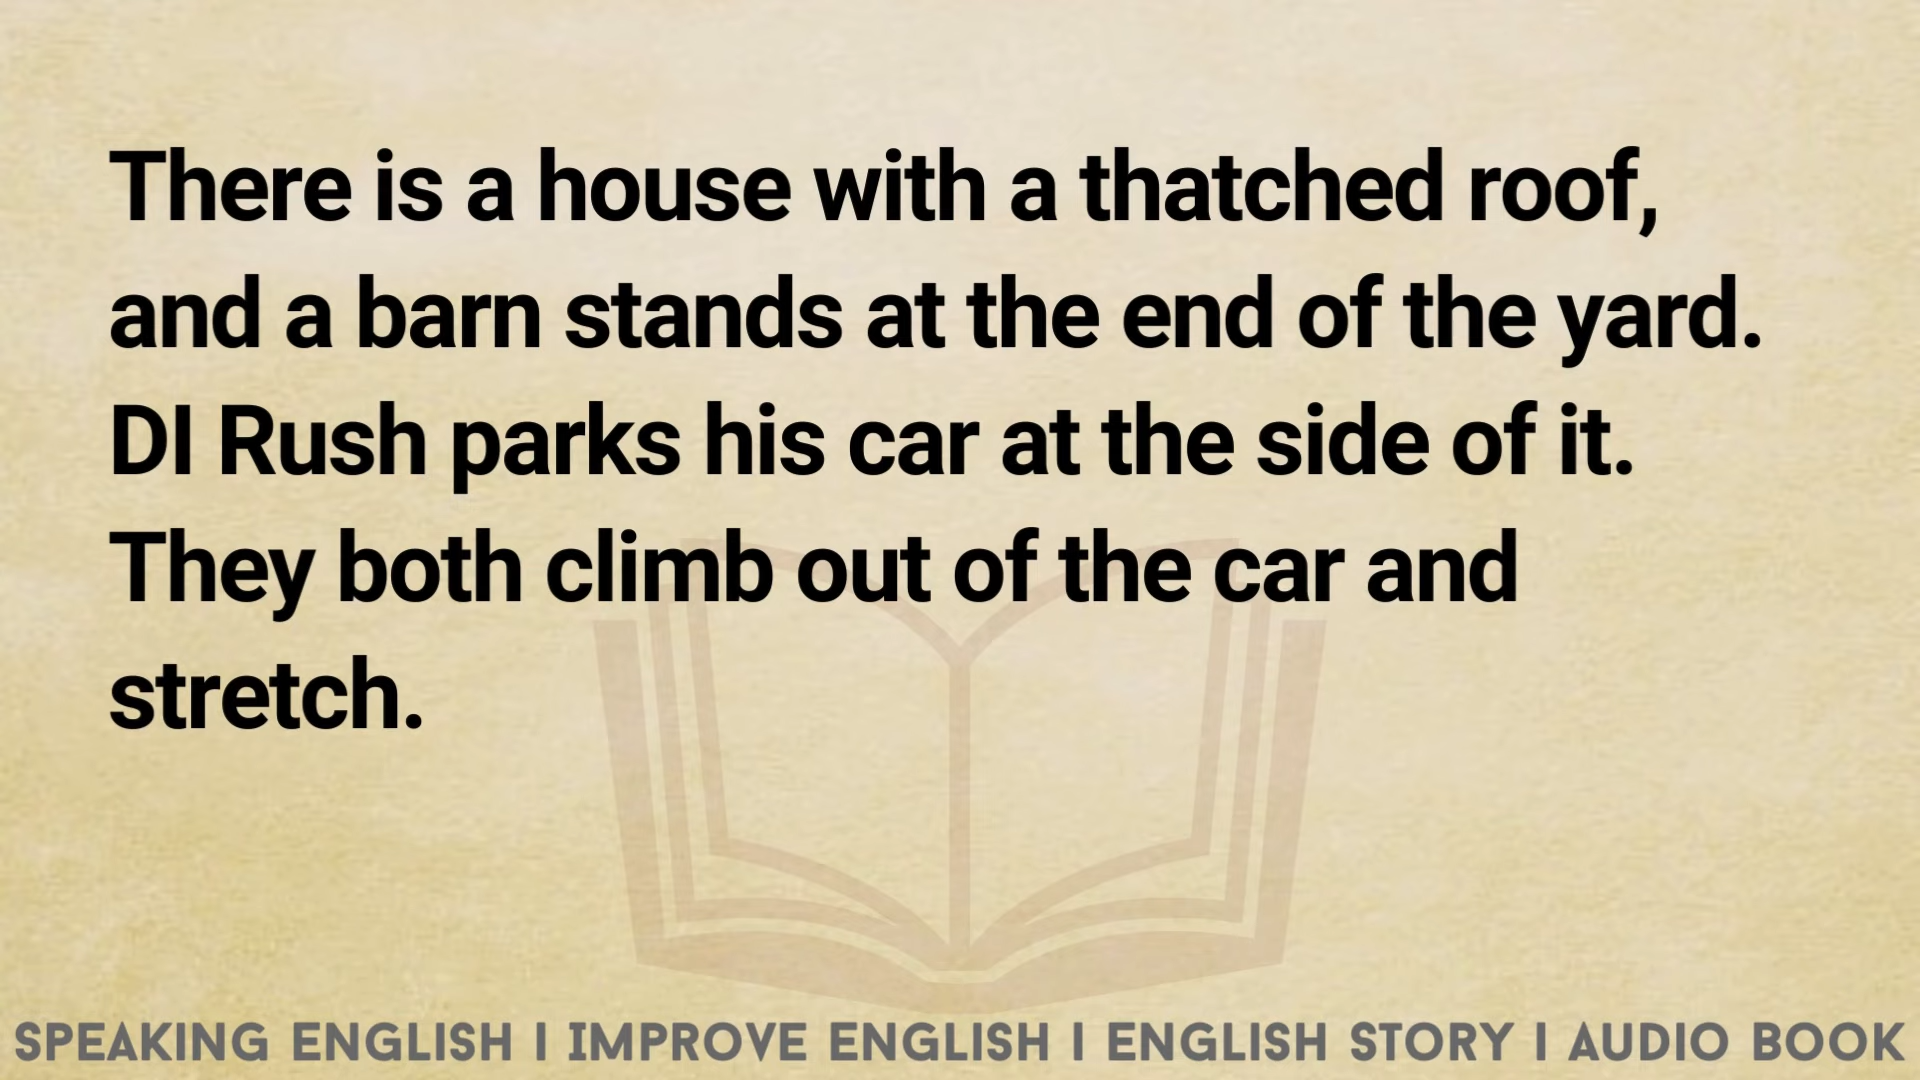 There is a house with a thatched roof,
and a barn stands at the end of the yard.
DI Rush parks his car at the side of it.
They both climb out of the car and
stretch.
SPEAKING ENGLISH I IMPROVE ENGLISH I ENGLISH STORY I AUDIO BOOK